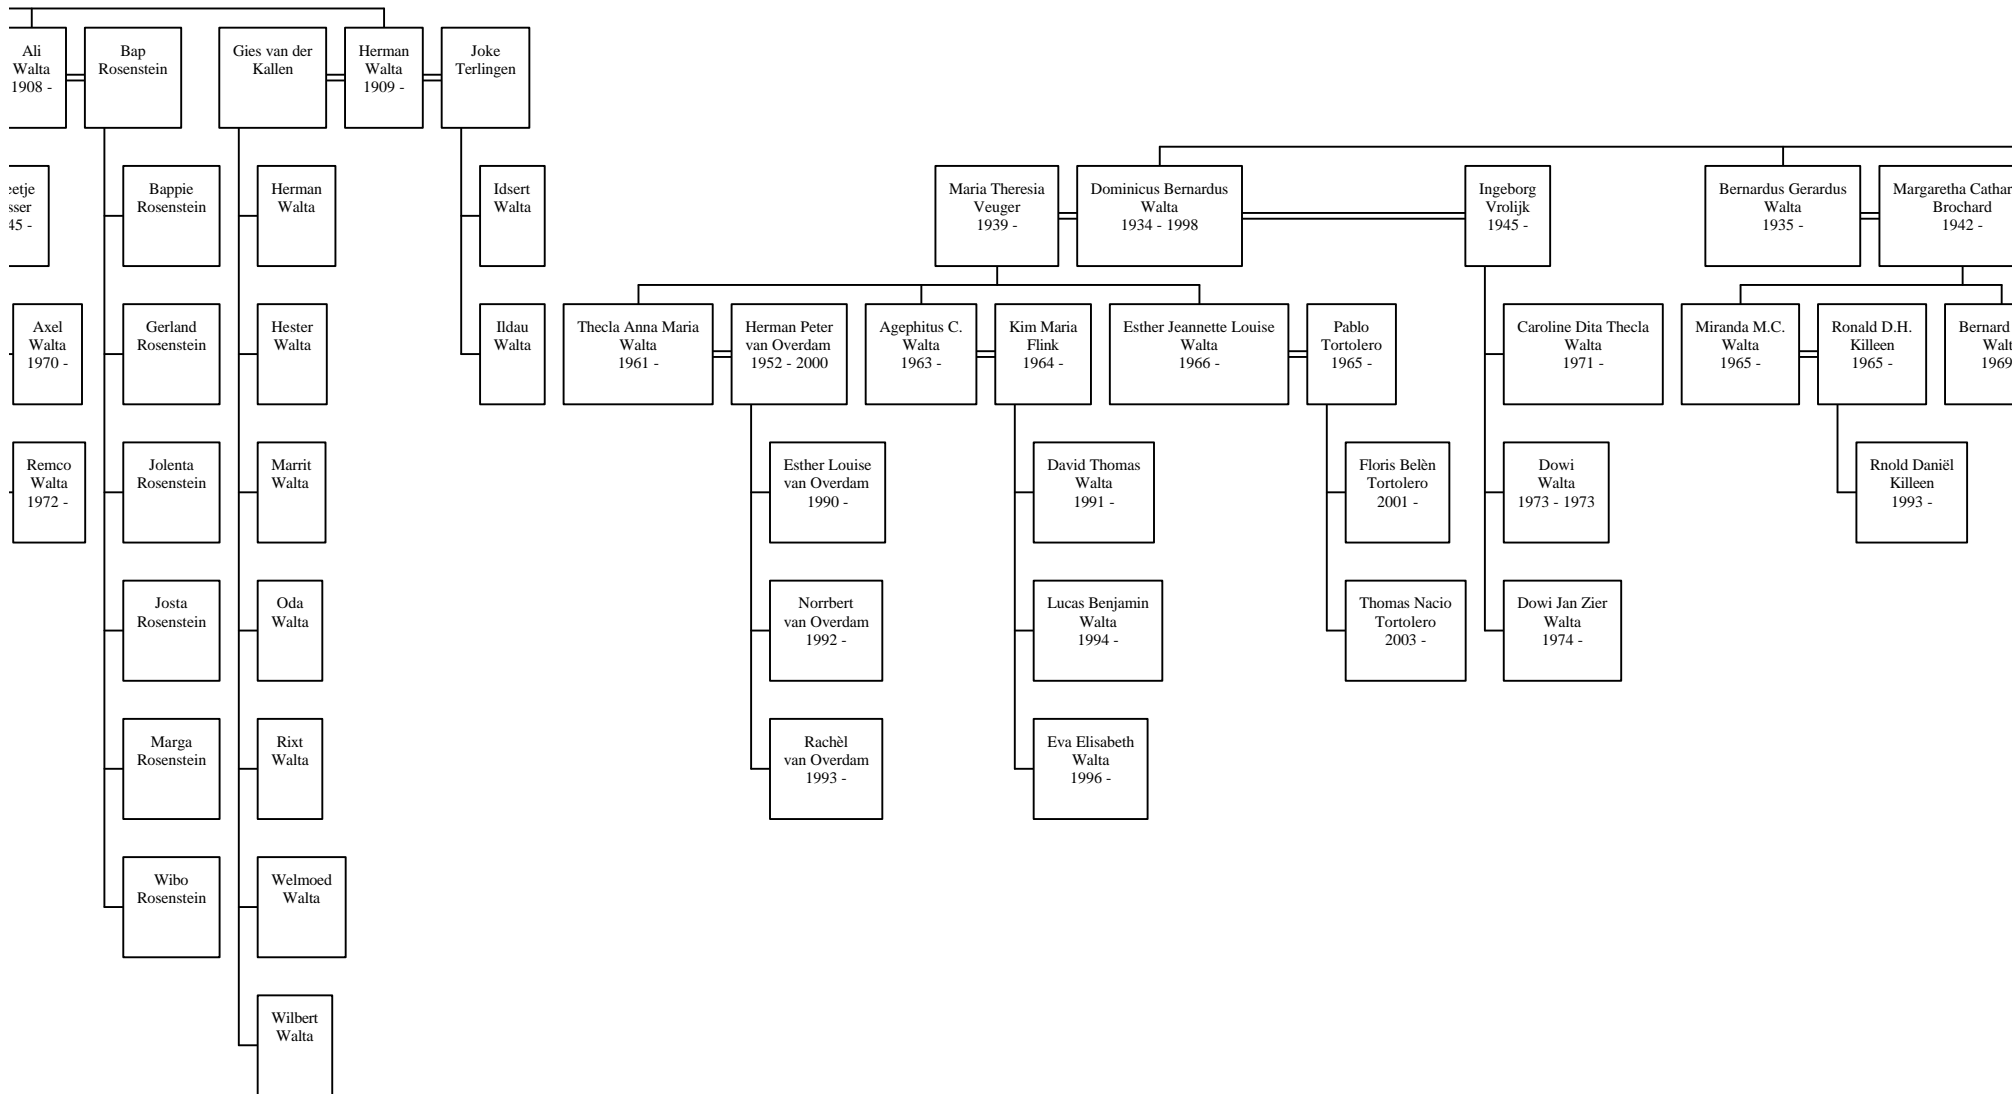 Ali
Walta
1908 -
Bap
Rosenstein
Gies van der
Kallen
Herman
Walta
1909 -
Joke
Terlingen
Bappie
Rosenstein
Herman
Walta
Idsert
Walta
Maria Theresia
Veuger
1939 -
Dominicus Bernardus
Walta
1934 - 1998
Ingeborg
Vrolijk
1945 -
Bernardus Gerardus
Walta
1935 -
Margaretha
Brochard
1942 -
Axel
Walta
1970 -
Gerland
Rosenstein
Hester
Walta
Ildau
Walta
Thecla Anna Maria
Walta
1961 -
Herman Peter
van Overdam
1952 - 2000
Agephitus C.
Walta
1963 -
Kim Maria
Flink
1964 -
Esther Jeannette Louise
Walta
1966 -
Pablo
Tortolero
1965 -
Caroline Dita Thecla
Walta
1971 -
Miranda M.C.
Walta
1965 -
Ronald D.H.
Killeen
1965 -
Bernard
1969
Remco
Walta
1972 -
Jolenta
Rosenstein
Marrit
Walta
Esther Louise
van Overdam
1990 -
David Thomas
Walta
1991 -
Floris Belèn
Tortolero
2001 -
Dowi
Walta
1973 - 1973
Rnold Daniël
Killeen
1993 -
Josta
Rosenstein
Oda
Walta
Norrbert
van Overdam
1992 -
Lucas Benjamin
Walta
1994 -
Thomas Nacio
Tortolero
2003 -
Dowi Jan Zier
Walta
1974 -
Marga
Rosenstein
Rixt
Walta
Rachèl
van Overdam
1993 -
Eva Elisabeth
Walta
1996 -
Wibo
Rosenstein
Welmoed
Walta
Wilbert
Walta